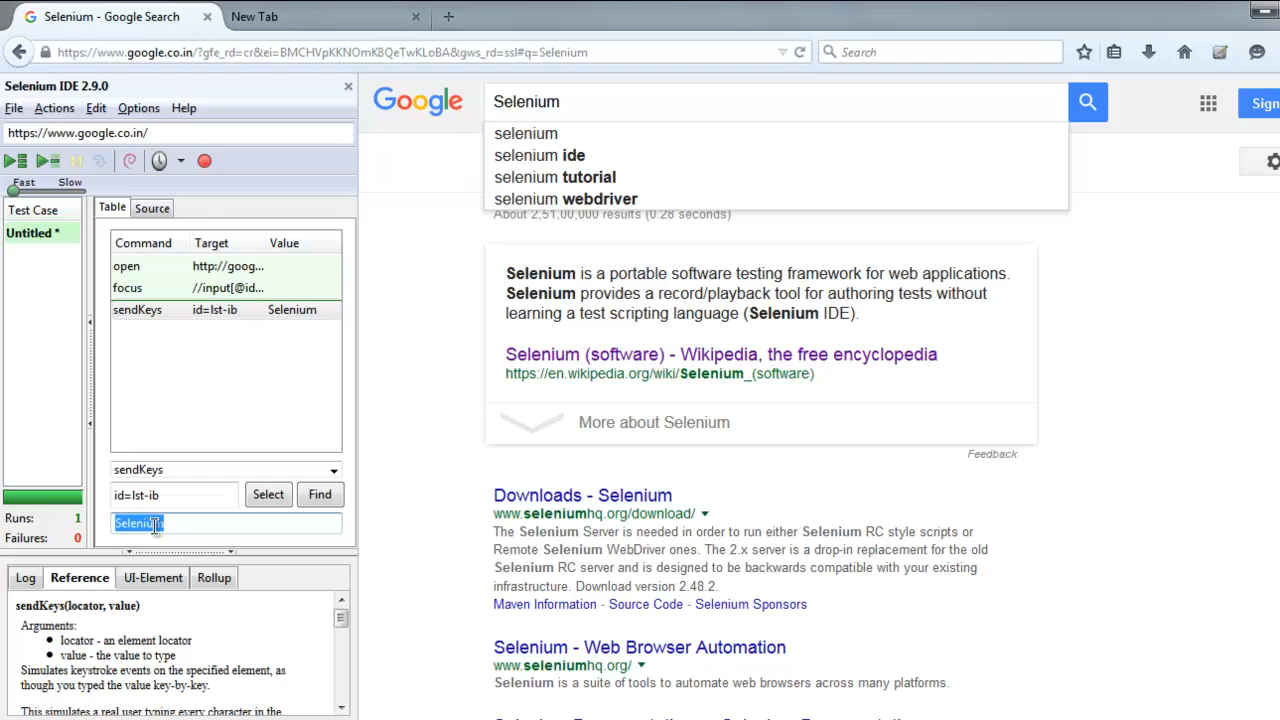 Selenium - Google Search
New Tab
https://www.google.co.in/?gfe_rd=cr&ei=BMCHVpKKNOmK8QeTwKLoBA&gws_rd=ssl#q=Selenium
Search
Selenium IDE 2.9.0
File Actions Edit Options Help
https://www.google.co.in/
Fast Slow
Test Case
Untitled *
Table Source
Command Target Value
open http://goog...
focus //input[@id...
sendKeys id=lst-ib Selenium
sendKeys
id=lst-ib Select Find
Selenium
Runs: 1
Failures: 0
Log Reference UI-Element Rollup
sendKeys(locator, value)
Arguments:
locator - an element locator
value - the value to type
Simulates keystroke events on the specified element, as
though you typed the value key-by-key.
This simulates a real user typing every character in the
Google Selenium Sign
selenium
selenium ide
selenium tutorial
selenium webdriver
About 2,51,00,000 results (0.28 seconds)
Selenium is a portable software testing framework for web applications.
Selenium provides a record/playback tool for authoring tests without
learning a test scripting language (Selenium IDE).
Selenium (software) - Wikipedia, the free encyclopedia
https://en.wikipedia.org/wiki/Selenium_(software)
More about Selenium
Feedback
Downloads - Selenium
www.seleniumhq.org/download/
The Selenium Server is needed in order to run either Selenium RC style scripts or
Remote Selenium WebDriver ones. The 2.x server is a drop-in replacement for the old
Selenium RC server and is designed to be backwards compatible with your existing
infrastructure. Download version 2.48.2.
Maven Information - Source Code - Selenium Sponsors
Selenium - Web Browser Automation
www.seleniumhq.org/
Selenium is a suite of tools to automate web browsers across many platforms.